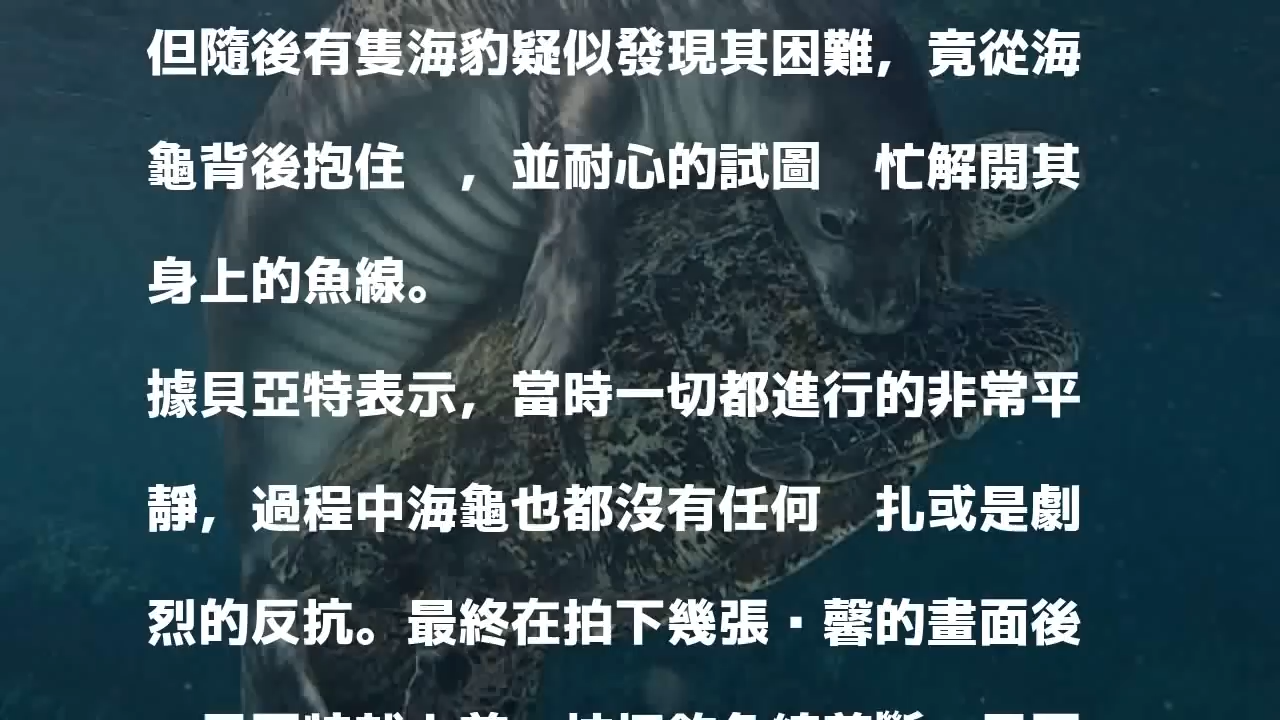 但隨後有隻海豹疑似發現其困難，竟從海
龜背後抱住　，並耐心的試圖　忙解開其
身上的魚線。
據貝亞特表示，當時一切都進行的非常平
靜，過程中海龜也都沒有任何　扎或是劇
烈的反抗。最終在拍下幾張▪馨的畫面後